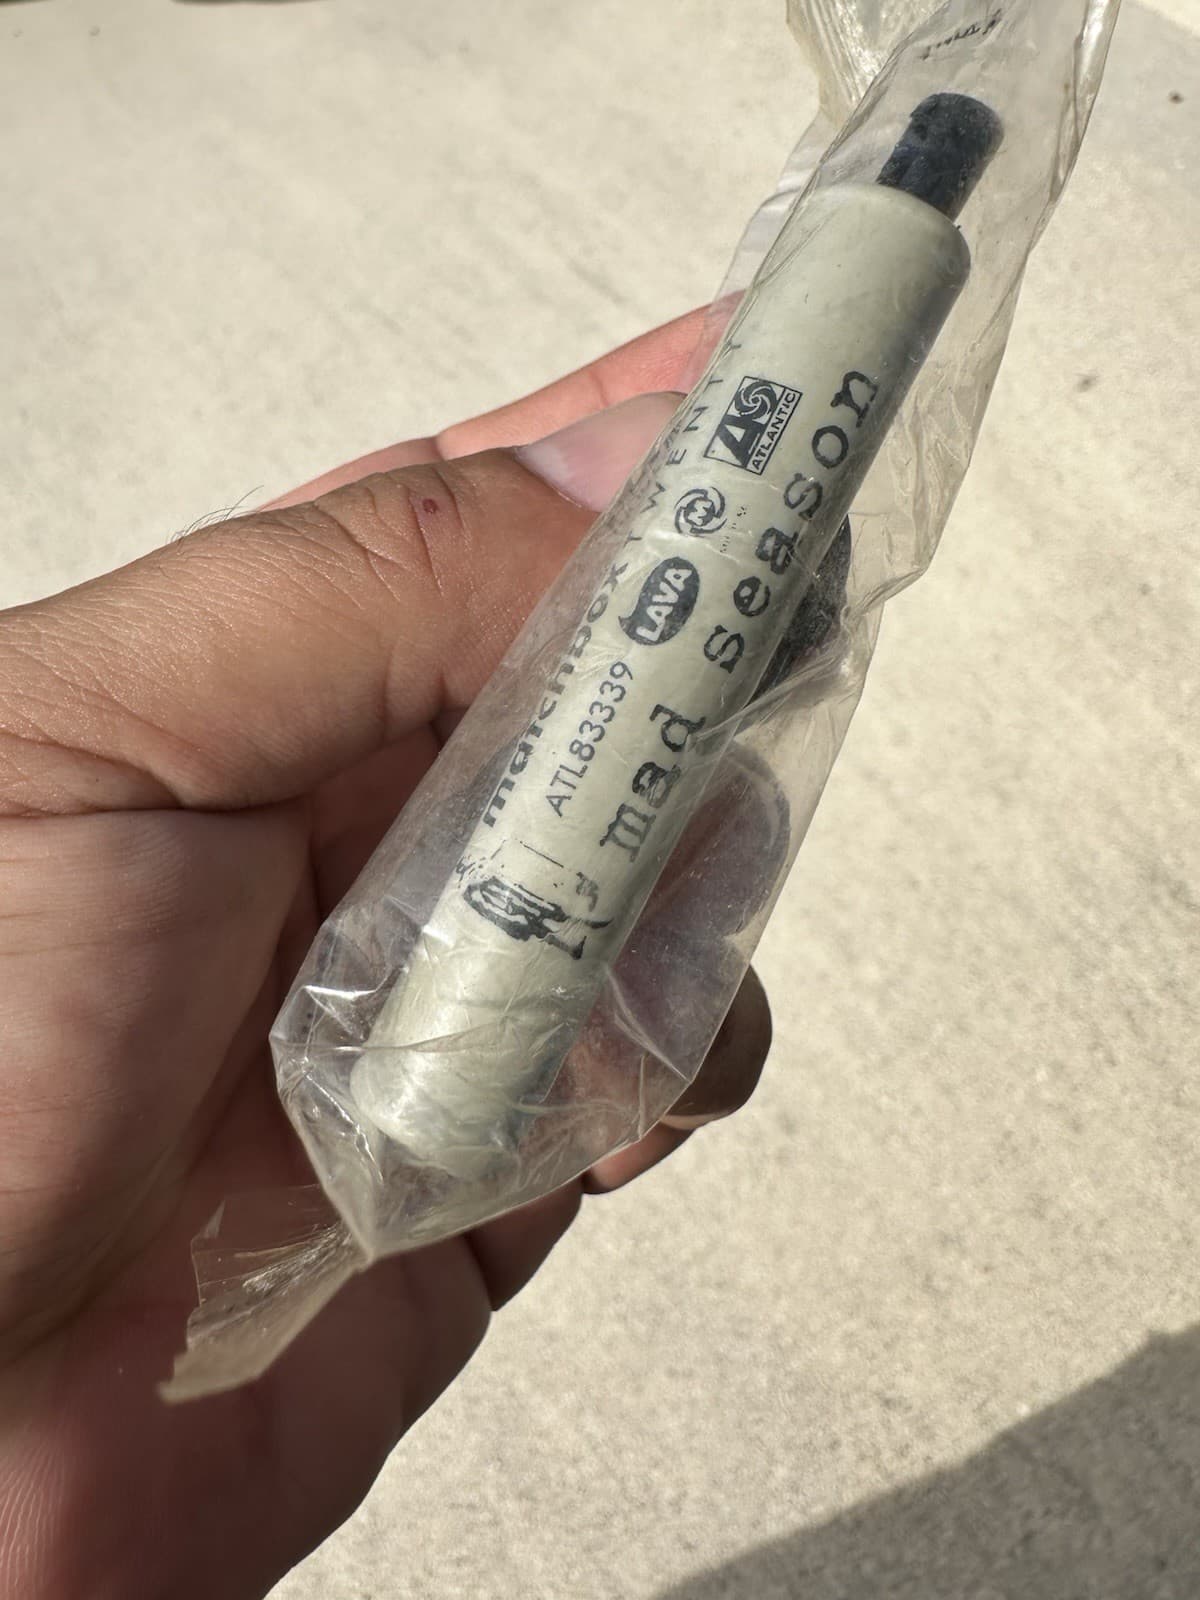 matchbox TWENTY
ATL83339 LAVA M ATLANTIC
mad season